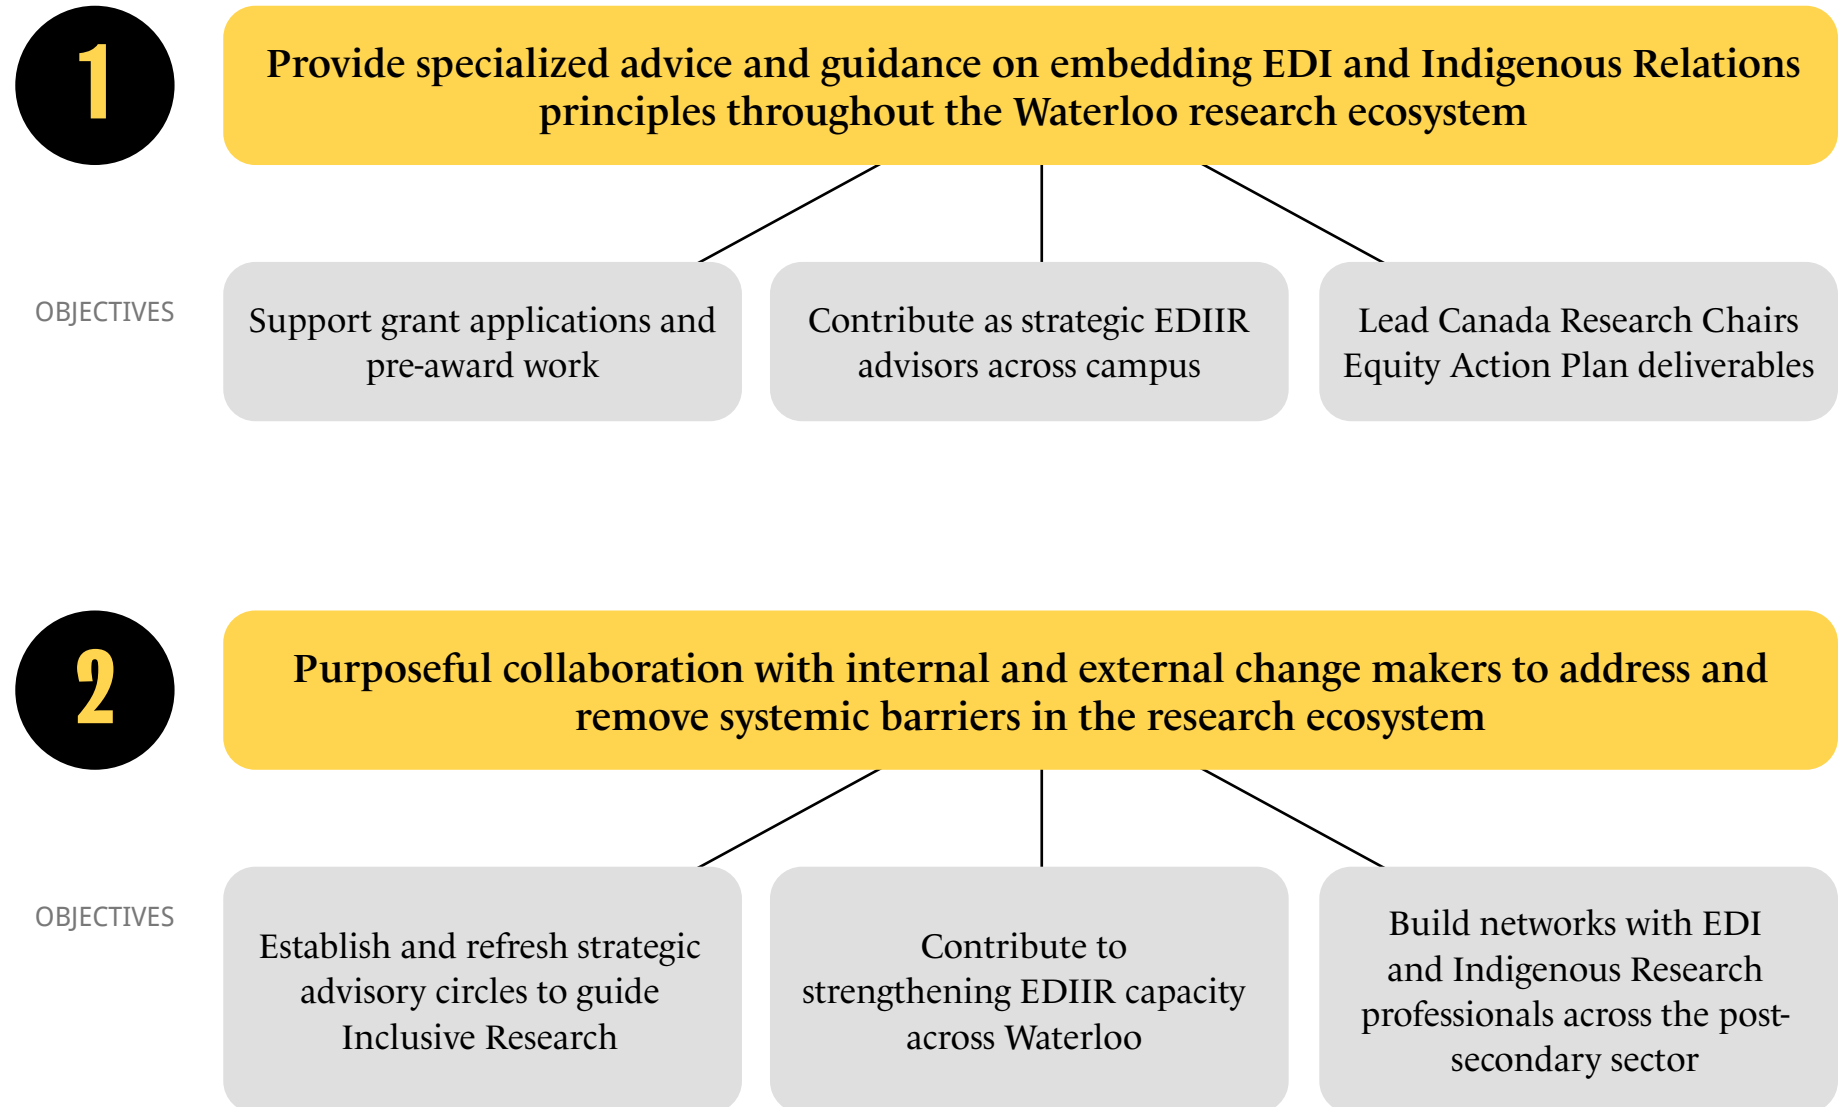 1
Provide specialized advice and guidance on embedding EDI and Indigenous Relations
principles throughout the Waterloo research ecosystem
OBJECTIVES
Support grant applications and
pre-award work
Contribute as strategic EDIIR
advisors across campus
Lead Canada Research Chairs
Equity Action Plan deliverables
2
Purposeful collaboration with internal and external change makers to address and
remove systemic barriers in the research ecosystem
OBJECTIVES
Establish and refresh strategic
advisory circles to guide
Inclusive Research
Contribute to
strengthening EDIIR capacity
across Waterloo
Build networks with EDI
and Indigenous Research
professionals across the post-
secondary sector